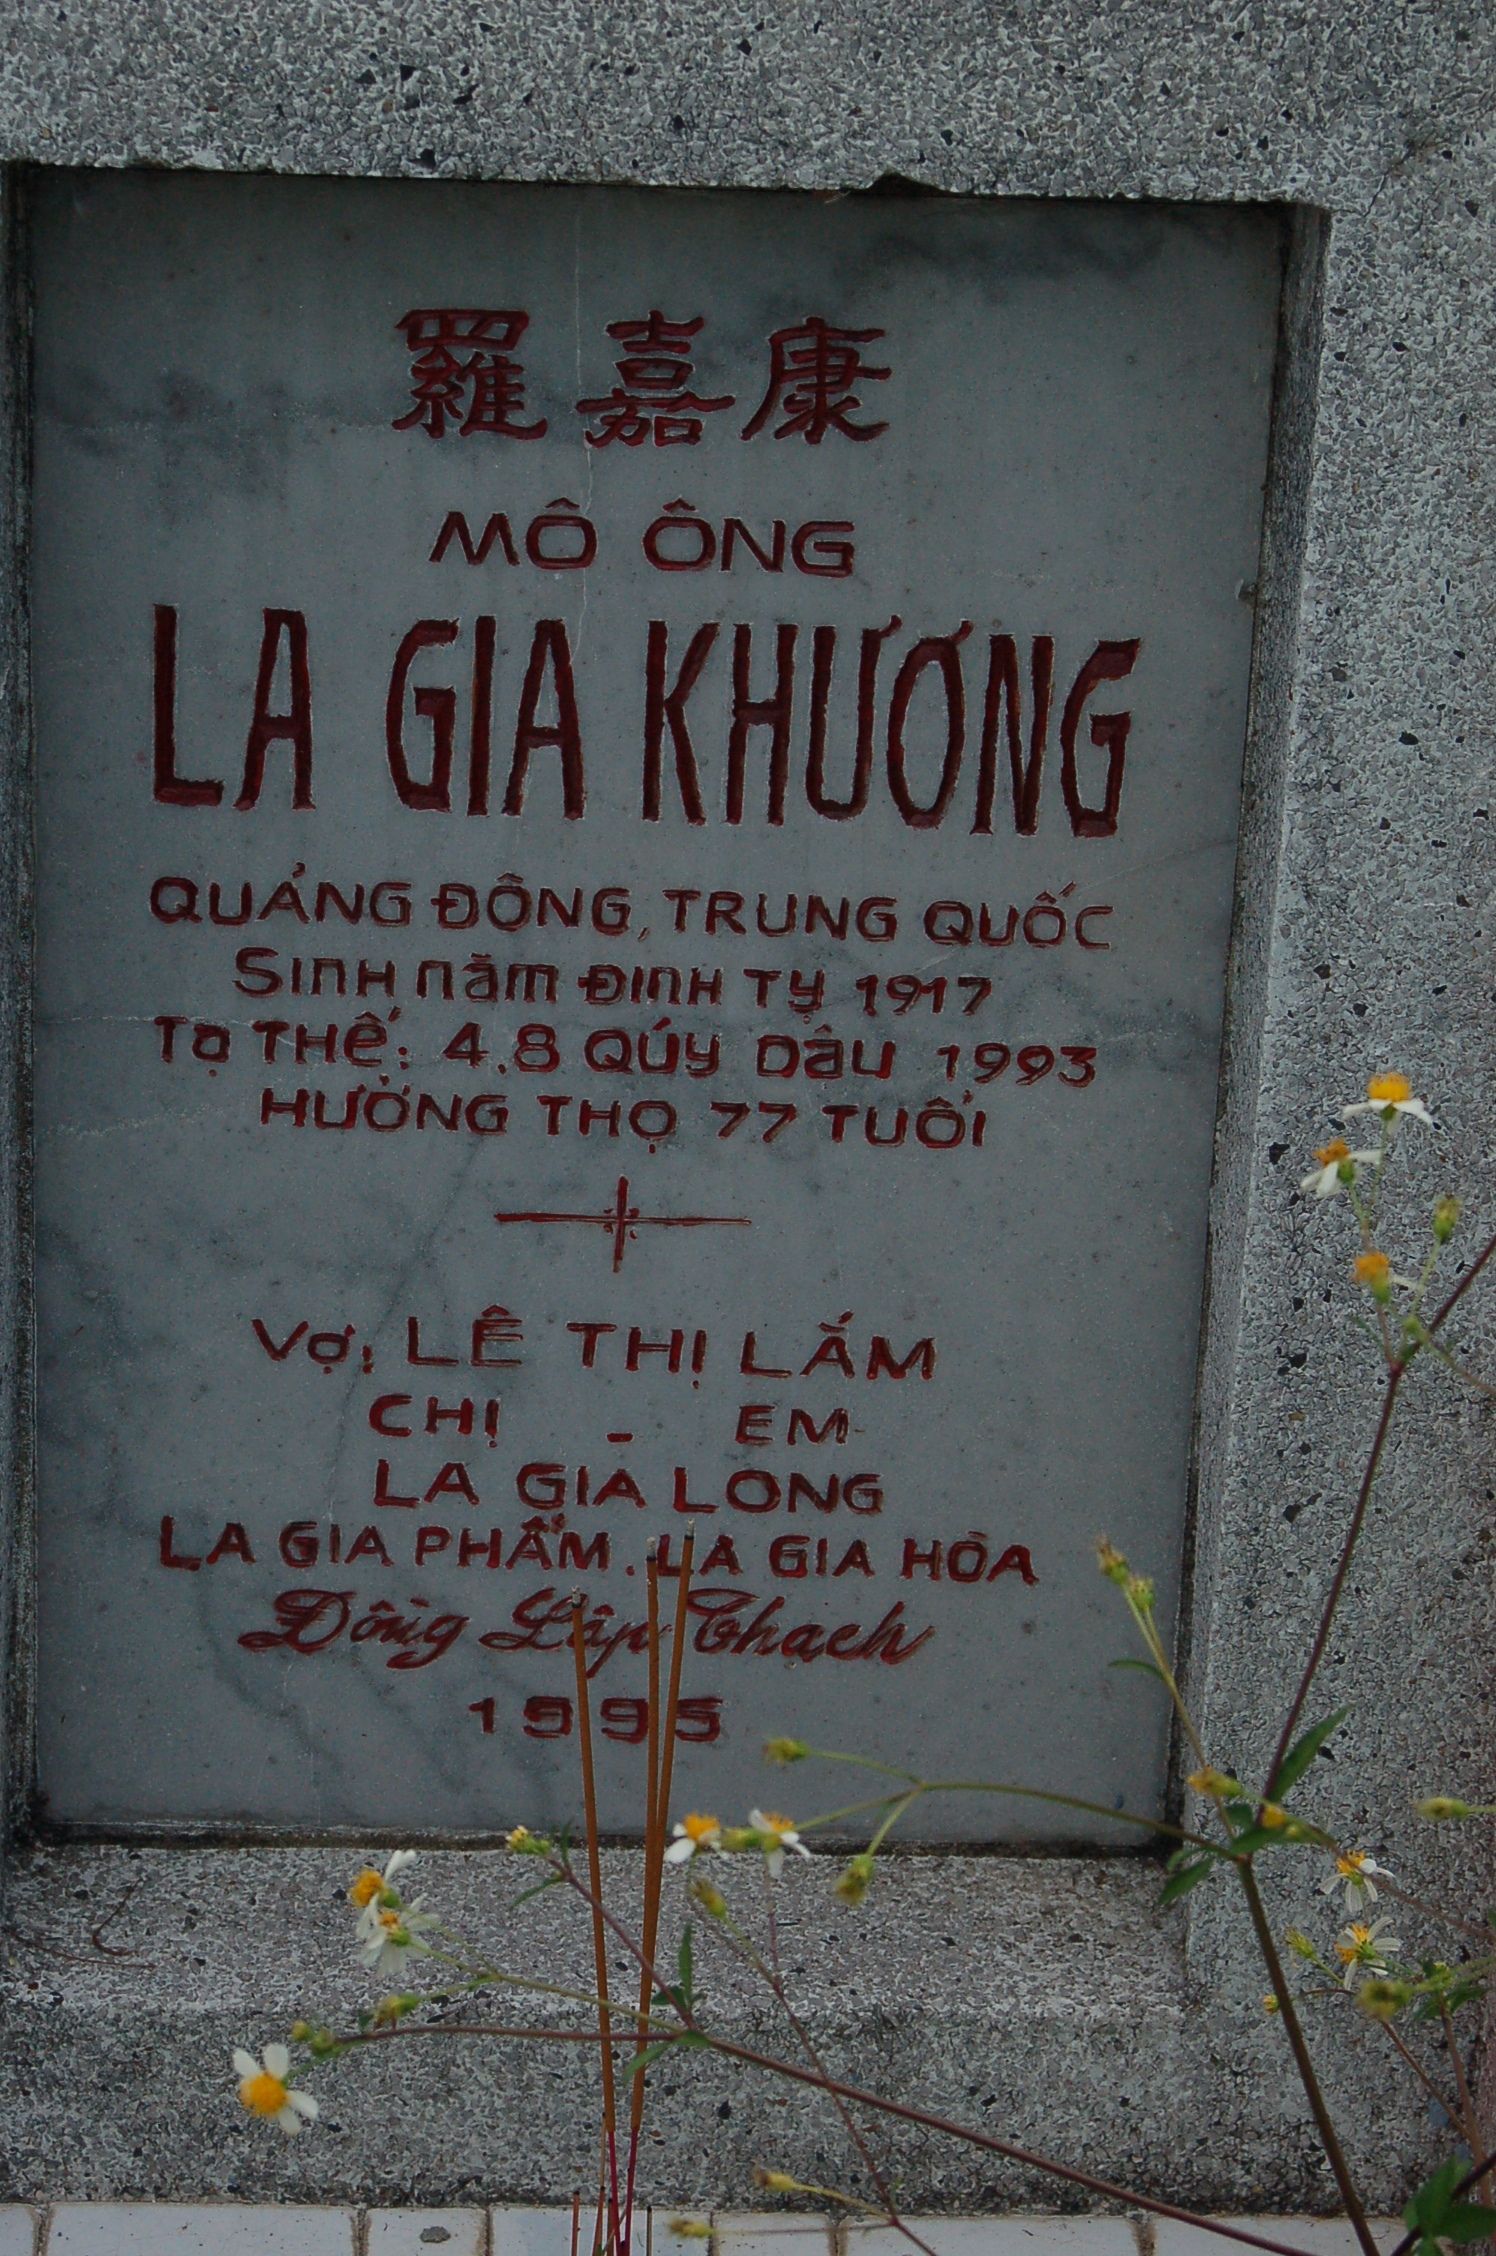 羅嘉康
MÔ ÔNG
LA GIA KHƯƠNG
QUẢNG ĐÔNG, TRUNG QUỐC
SINH NĂM ĐINH TỴ 1917
TẠ THẾ: 4.8 QÚY DẬU 1993
HƯỞNG THỌ 77 TUỔI
VỢ: LÊ THỊ LẮM
CHỊ - EM
LA GIA LONG
LA GIA PHẨM. LA GIA HÒA
Đồng Lập Thạch
1995